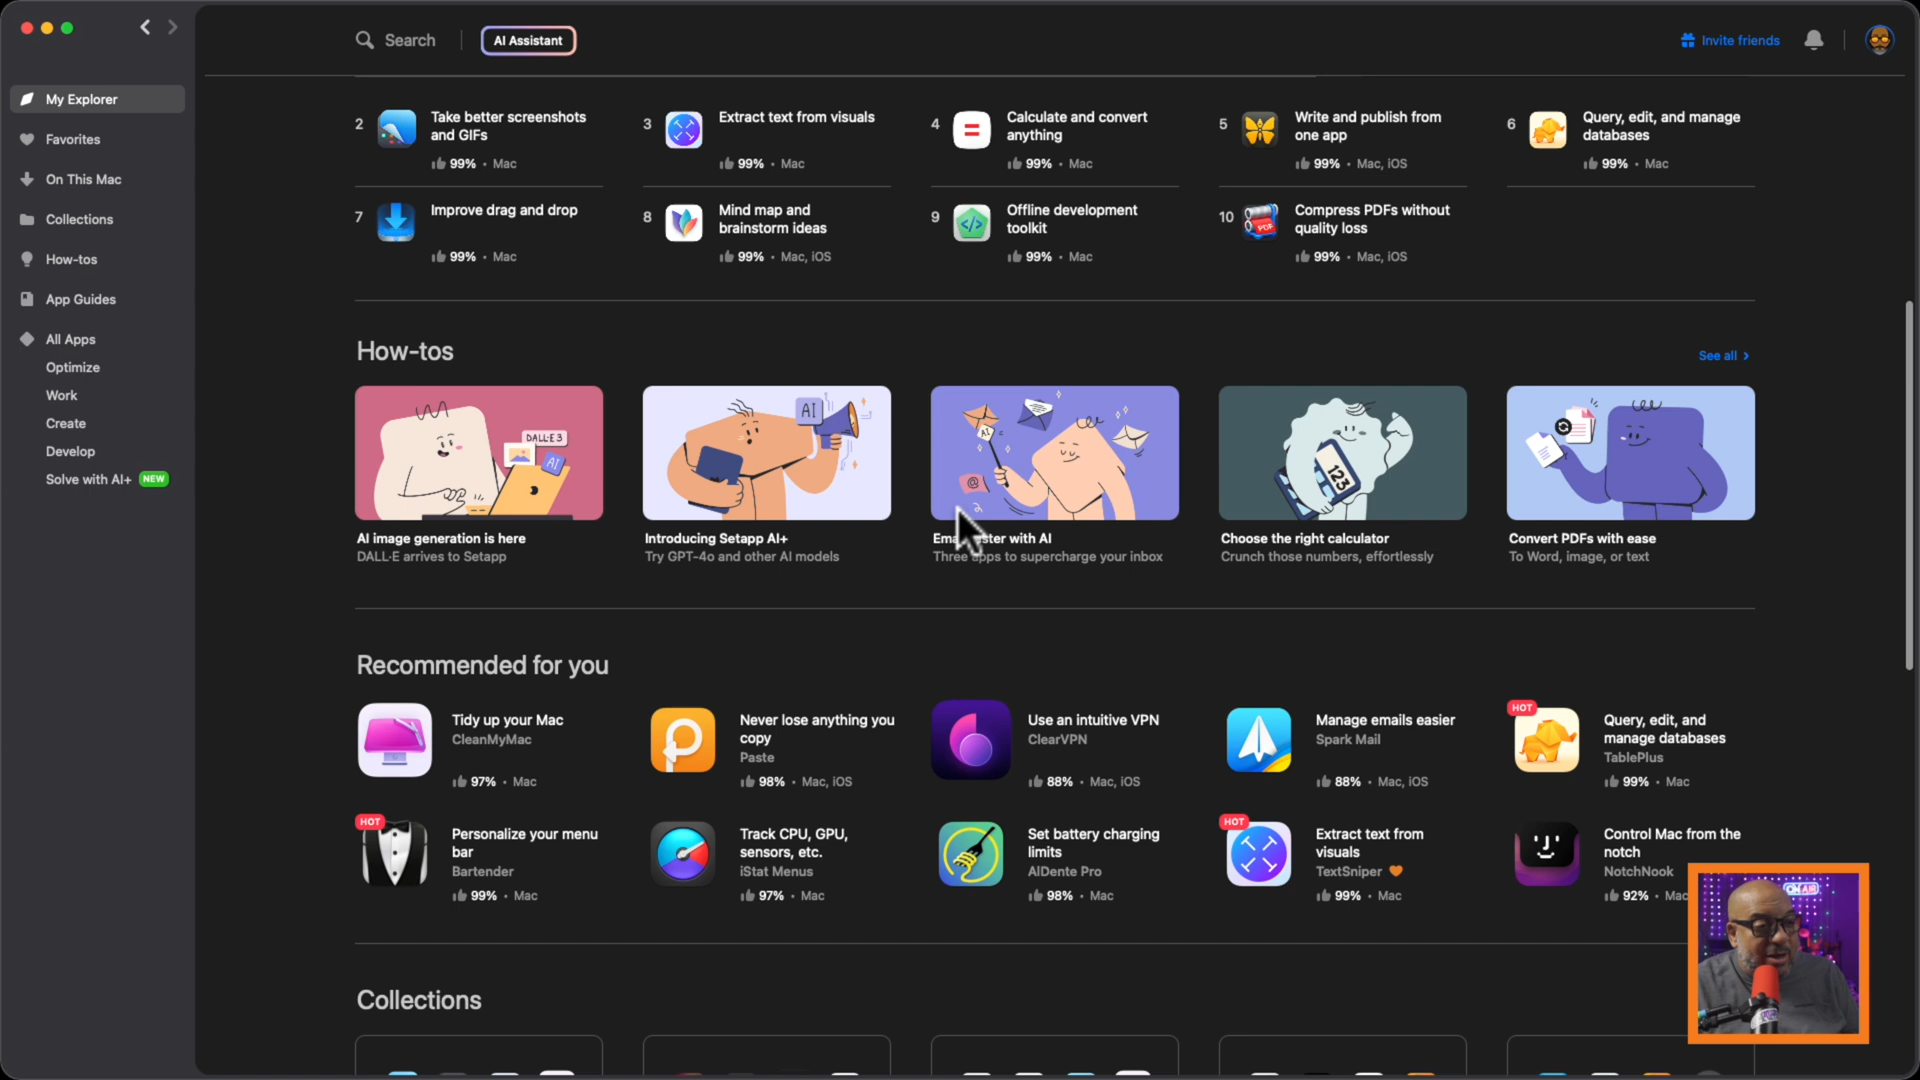 Search
AI Assistant
Invite friends
My Explorer
Favorites
On This Mac
Collections
How-tos
App Guides
All Apps
Optimize
Work
Create
Develop
Solve with AI+ NEW
2
Take better screenshots
and GIFs
99% • Mac
3
Extract text from visuals
99% • Mac
4
Calculate and convert
anything
99% • Mac
5
Write and publish from
one app
99% • Mac, iOS
6
Query, edit, and manage
databases
99% • Mac
7
Improve drag and drop
99% • Mac
8
Mind map and
brainstorm ideas
99% • Mac, iOS
9
Offline development
toolkit
99% • Mac
10
PDF
Compress PDFs without
quality loss
99% • Mac, iOS
How-tos
See all
DALL·E 3
AI
AI image generation is here
DALL·E arrives to Setapp
AI
Introducing Setapp AI+
Try GPT-4o and other AI models
AI
@
with AI
Three apps to supercharge your inbox
123
Choose the right calculator
Crunch those numbers, effortlessly
Convert PDFs with ease
To Word, image, or text
Recommended for you
Tidy up your Mac
CleanMyMac
97% • Mac
Never lose anything you
copy
Paste
98% • Mac, iOS
Use an intuitive VPN
ClearVPN
88% • Mac, iOS
Manage emails easier
Spark Mail
88% • Mac, iOS
HOT
Query, edit, and
manage databases
TablePlus
99% • Mac
HOT
Personalize your menu
bar
Bartender
99% • Mac
Track CPU, GPU,
sensors, etc.
iStat Menus
97% • Mac
Set battery charging
limits
AlDente Pro
98% • Mac
HOT
Extract text from
visuals
TextSniper
99% • Mac
Control Mac from the
notch
NotchNook
92% • Mac
ON AIR
Collections